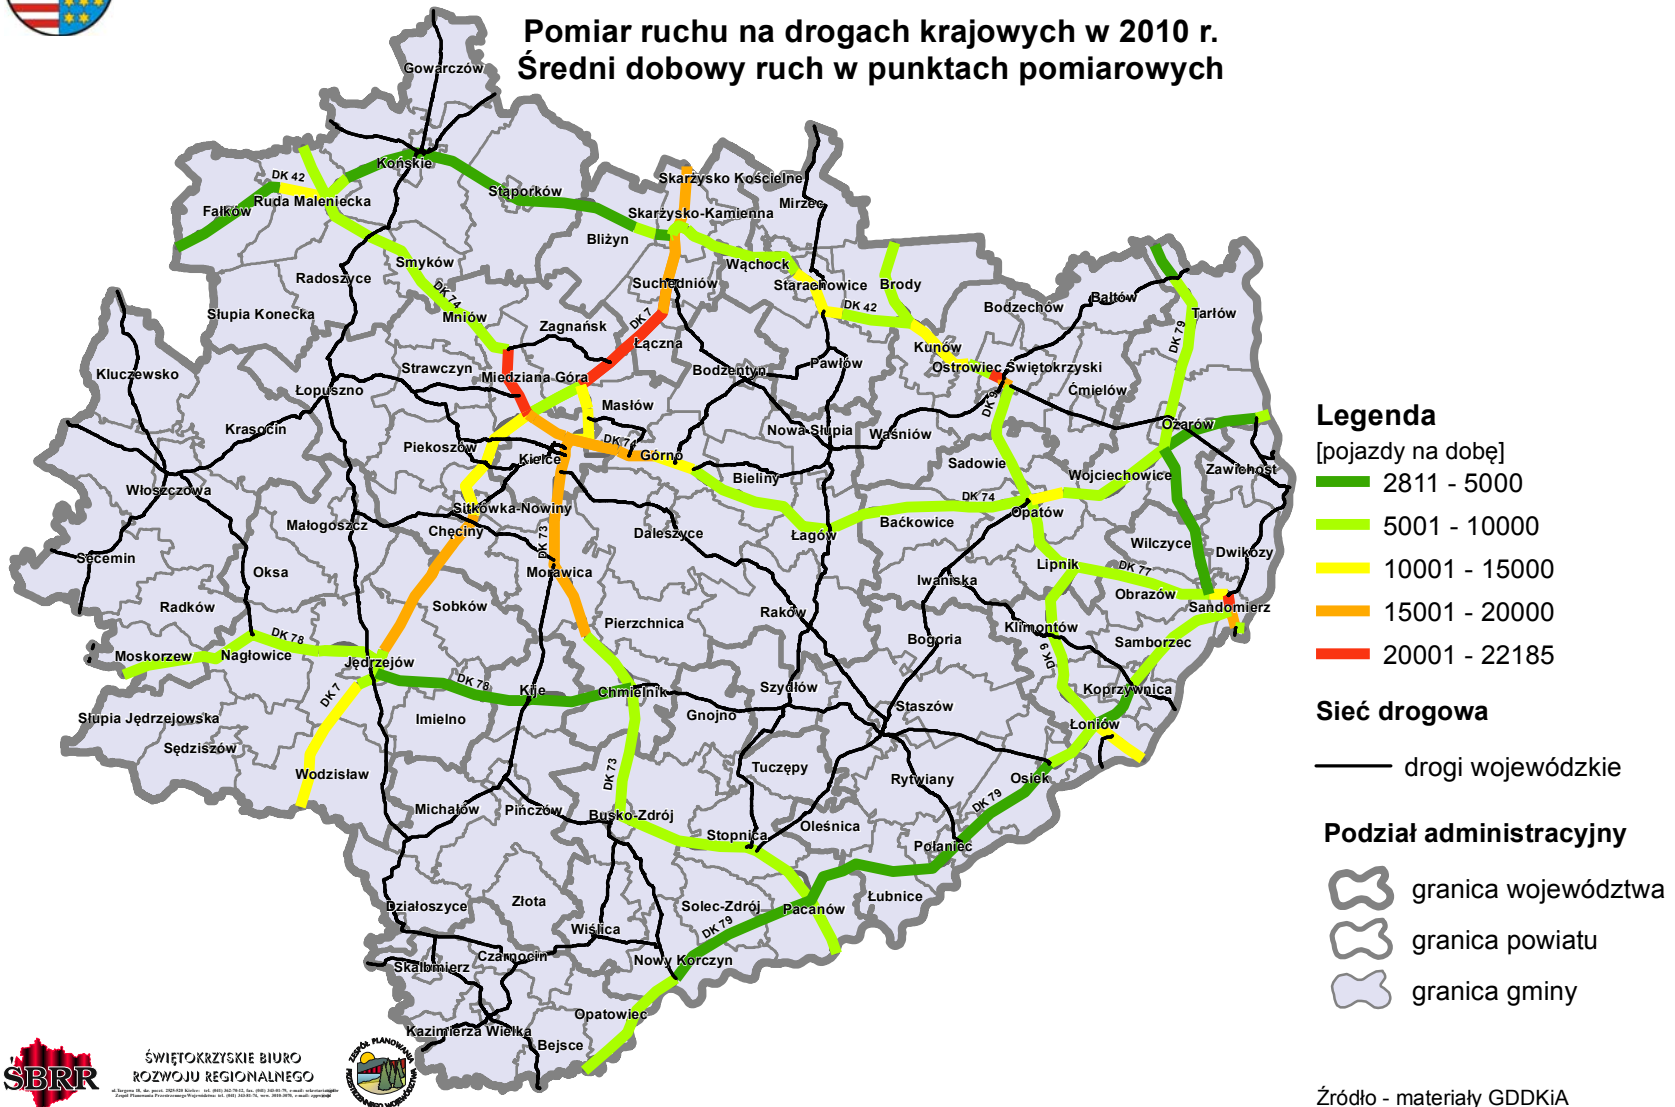 Pomiar ruchu na drogach krajowych w 2010 r.
Średni dobowy ruch w punktach pomiarowych
Gowarczów
Końskie
DK 42
Ruda Maleniecka
Fałków
Stąporków
Skarżysko Kościelne
Skarżysko-Kamienna
Mirzec
Bliżyn
Smyków
Radoszyce
Wąchock
Suchedniów
Starachowice
Brody
DK 74
DK 42
Bodzechów
Bałtów
Tarłów
Słupia Konecka
Mniów
Zagnańsk
DK 7
Łączna
DK 79
Kunów
Kluczewsko
Strawczyn
Miedziana Góra
Bodzentyn
Pawłów
Ostrowiec Świętokrzyski
Łopuszno
Ćmielów
Masłów
DK 9
Krasocin
Nowa Słupia
Waśniów
Ożarów
Piekoszów
DK 74
Kielce
Górno
Sadowie
Wojciechowice
Zawichost
Bieliny
Włoszczowa
Sitkówka-Nowiny
DK 74
Opatów
Małogoszcz
Chęciny
DK 73
Daleszyce
Łagów
Baćkowice
Wilczyce
Dwikozy
Secemin
Oksa
Morawica
Lipnik
DK 77
Iwaniska
Obrazów
Radków
Sobków
Raków
Sandomierz
Pierzchnica
Klimontów
DK 78
Bogoria
Samborzec
Moskorzew
Nagłowice
Jędrzejów
DK 9
DK 7
DK 78
Kije
Chmielnik
Szydłów
Koprzywnica
Słupia Jędrzejowska
Imielno
Gnojno
Staszów
Łoniów
Sędziszów
Wodzisław
DK 73
Tuczępy
Rytwiany
Osiek
Michałów
Pińczów
Busko-Zdrój
DK 79
Stopnica
Oleśnica
Połaniec
Działoszyce
Złota
Solec-Zdrój
Pacanów
Łubnice
Wiślica
DK 79
Skalbmierz
Czarnocin
Nowy Korczyn
Opatowiec
Kazimierza Wielka
Bejsce
Legenda
[pojazdy na dobę]
2811 - 5000
5001 - 10000
10001 - 15000
15001 - 20000
20001 - 22185
Sieć drogowa
drogi wojewódzkie
Podział administracyjny
granica województwa
granica powiatu
granica gminy
ŚBRR
ŚWIĘTOKRZYSKIE BIURO
ROZWOJU REGIONALNEGO
ZESPÓŁ PLANOWANIA
PRZESTRZENNEGO WOJEWÓDZTWA
Źródło - materiały GDDKiA